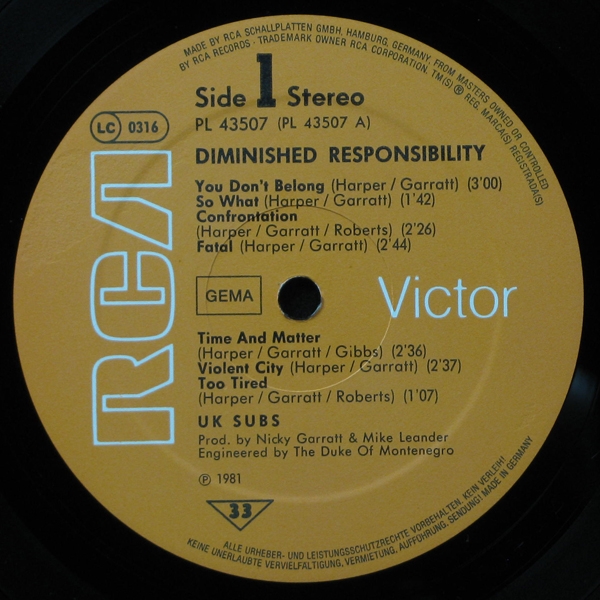 MADE BY RCA SCHALLPLATTEN GMBH, HAMBURG, GERMANY, FROM MASTERS OWNED OR CONTROLLED
BY RCA RECORDS · TRADEMARK OWNER RCA CORPORATION. TM(S) ® REG. MARCA(S) REGISTRADA(S)
Side 1 Stereo
LC 0316
PL 43507 (PL 43507 A)
DIMINISHED RESPONSIBILITY
You Don't Belong (Harper / Garratt) (3'00)
So What (Harper / Garratt) (1'42)
Confrontation
(Harper / Garratt / Roberts) (2'26)
Fatal (Harper / Garratt) (2'44)
RCA
GEMA
Victor
Time And Matter
(Harper / Garratt / Gibbs) (2'36)
Violent City (Harper / Garratt) (2'37)
Too Tired
(Harper / Garratt / Roberts) (1'07)
UK SUBS
Prod. by Nicky Garratt & Mike Leander
Engineered by The Duke Of Montenegro
℗ 1981
33
ALLE URHEBER- UND LEISTUNGSSCHUTZRECHTE VORBEHALTEN. KEIN VERLEIH!
KEINE UNERLAUBTE VERVIELFÄLTIGUNG, VERMIETUNG, AUFFÜHRUNG, SENDUNG! MADE IN GERMANY